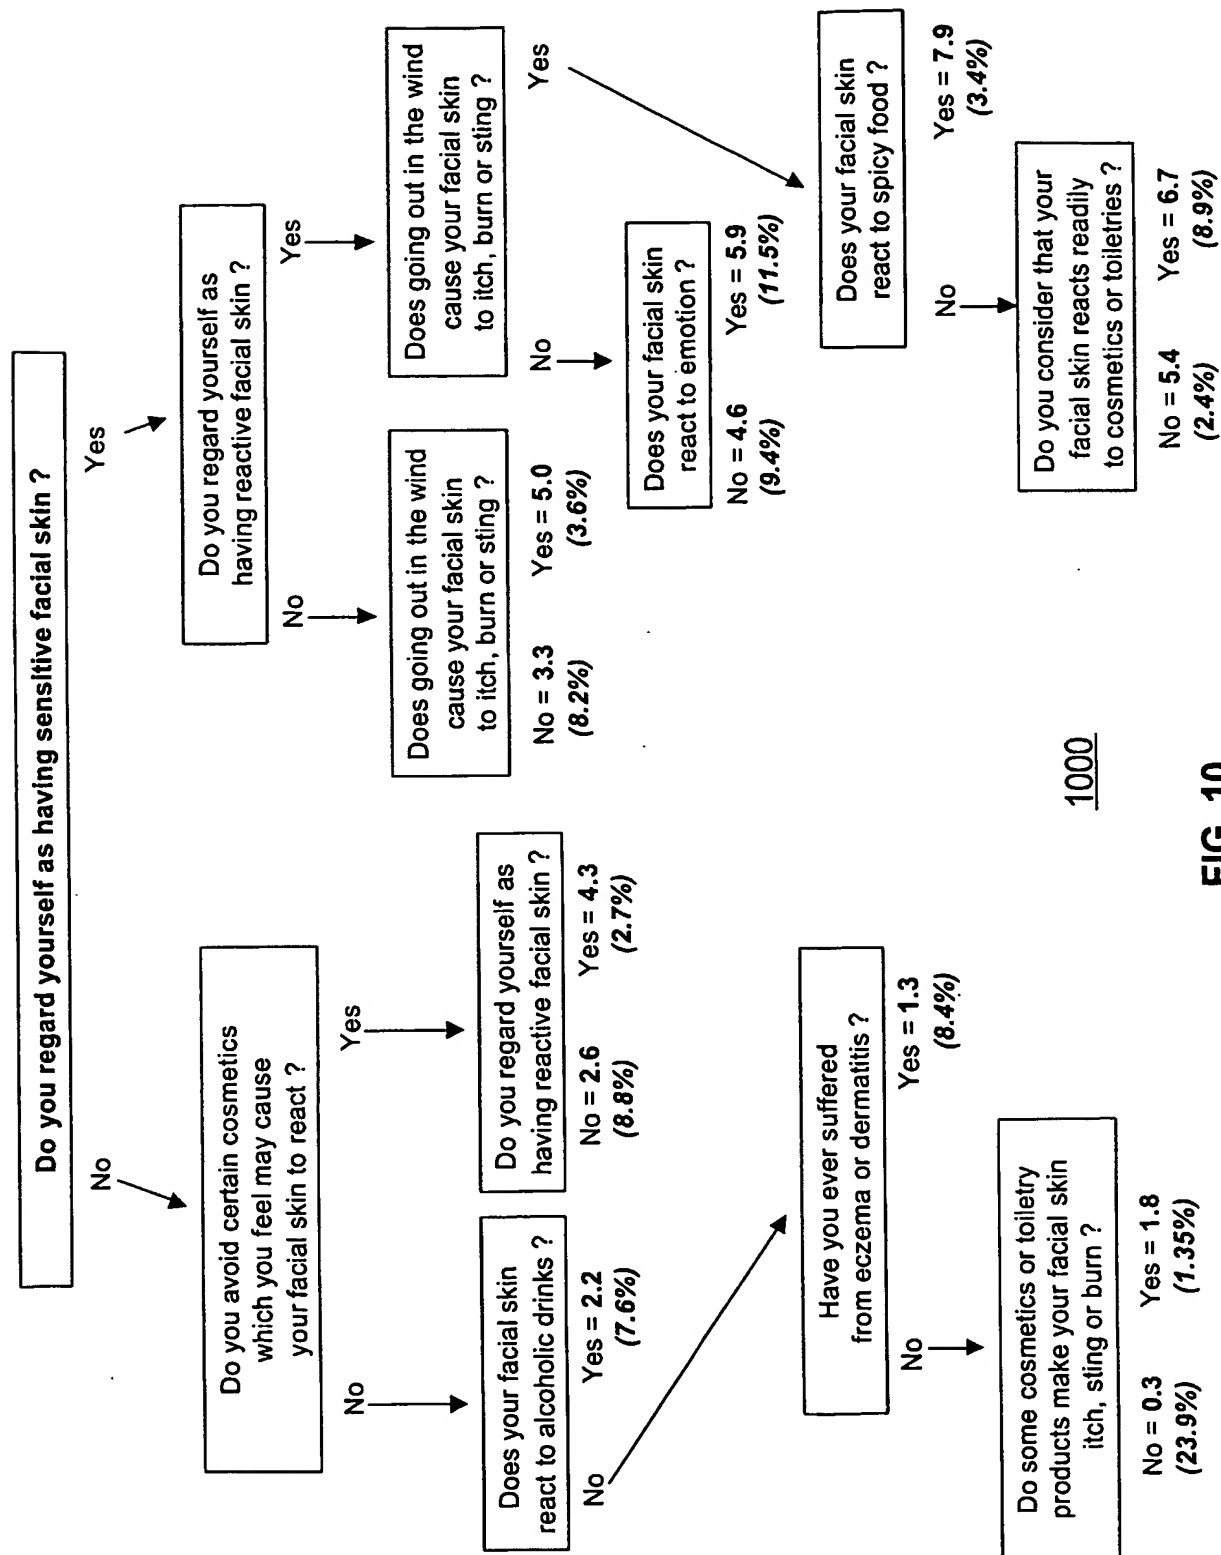 Do you regard yourself as having sensitive facial skin ?
No
Yes
Do you avoid certain cosmetics
which you feel may cause
your facial skin to react ?
No
Yes
Do you regard yourself as
having reactive facial skin ?
No
Yes
Does your facial skin
react to alcoholic drinks ?
No
Yes = 2.2
(7.6%)
Do you regard yourself as
having reactive facial skin ?
No = 2.6
(8.8%)
Yes = 4.3
(2.7%)
Does going out in the wind
cause your facial skin
to itch, burn or sting ?
No = 3.3
(8.2%)
Yes = 5.0
(3.6%)
Does going out in the wind
cause your facial skin
to itch, burn or sting ?
No
Yes
Does your facial skin
react to emotion ?
No = 4.6
(9.4%)
Yes = 5.9
(11.5%)
Have you ever suffered
from eczema or dermatitis ?
No
Yes = 1.3
(8.4%)
Does your facial skin
react to spicy food ?
No
Yes = 7.9
(3.4%)
Do some cosmetics or toiletry
products make your facial skin
itch, sting or burn ?
No = 0.3
(23.9%)
Yes = 1.8
(1.35%)
Do you consider that your
facial skin reacts readily
to cosmetics or toiletries ?
No = 5.4
(2.4%)
Yes = 6.7
(8.9%)
1000
FIG. 10